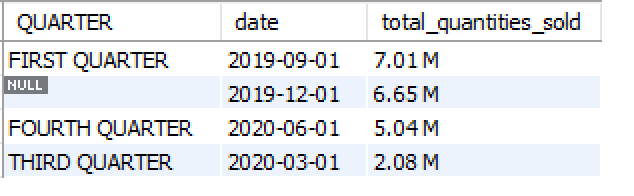 QUARTER date total_quantities_sold
FIRST QUARTER 2019-09-01 7.01 M
NULL 2019-12-01 6.65 M
FOURTH QUARTER 2020-06-01 5.04 M
THIRD QUARTER 2020-03-01 2.08 M